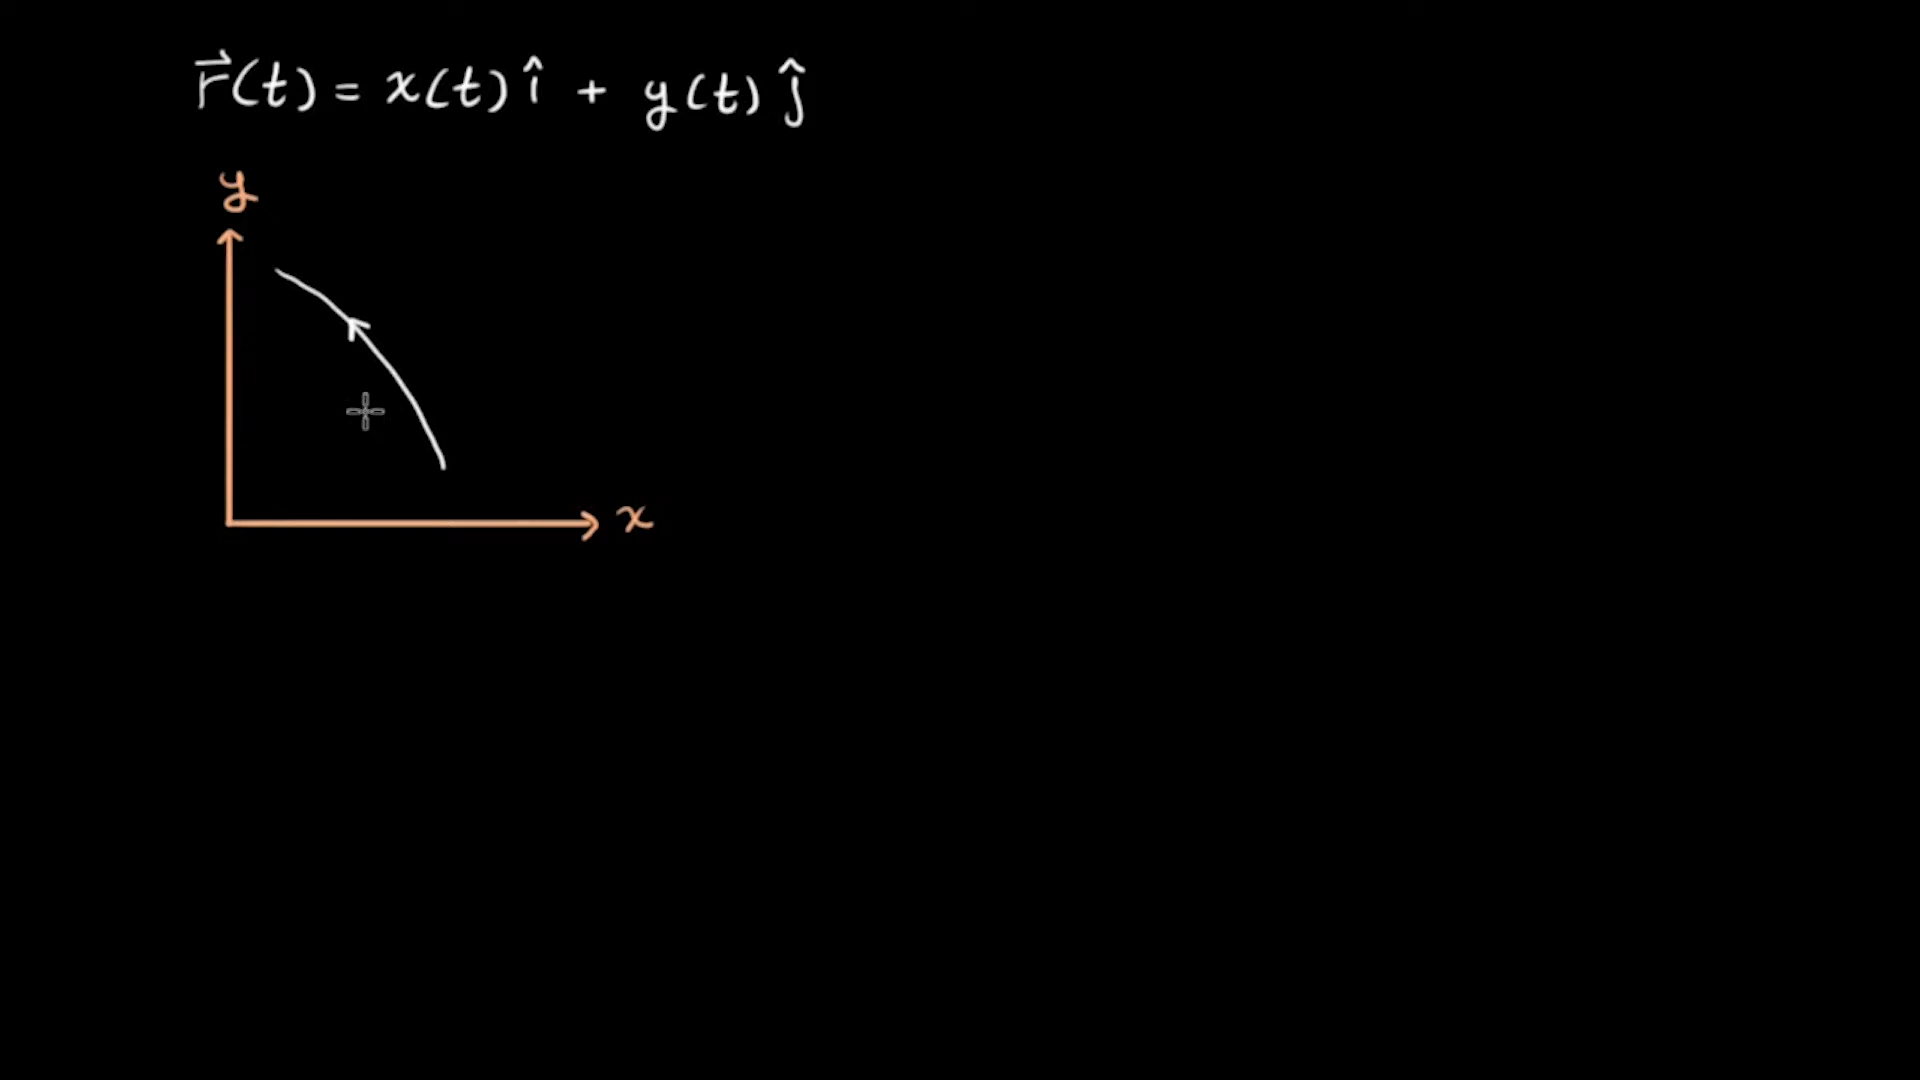 r⃗(t) = x(t) î + y(t) ĵ
y
x